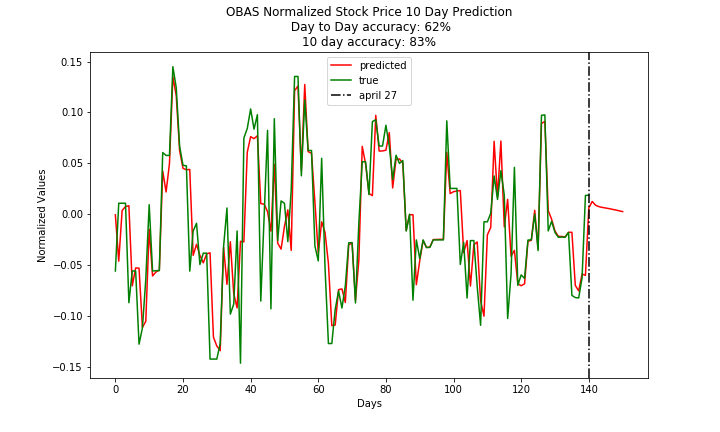 OBAS Normalized Stock Price 10 Day Prediction
Day to Day accuracy: 62%
10 day accuracy: 83%
predicted
true
april 27
Normalized Values
0.15
0.10
0.05
0.00
−0.05
−0.10
−0.15
0 20 40 60 80 100 120 140
Days